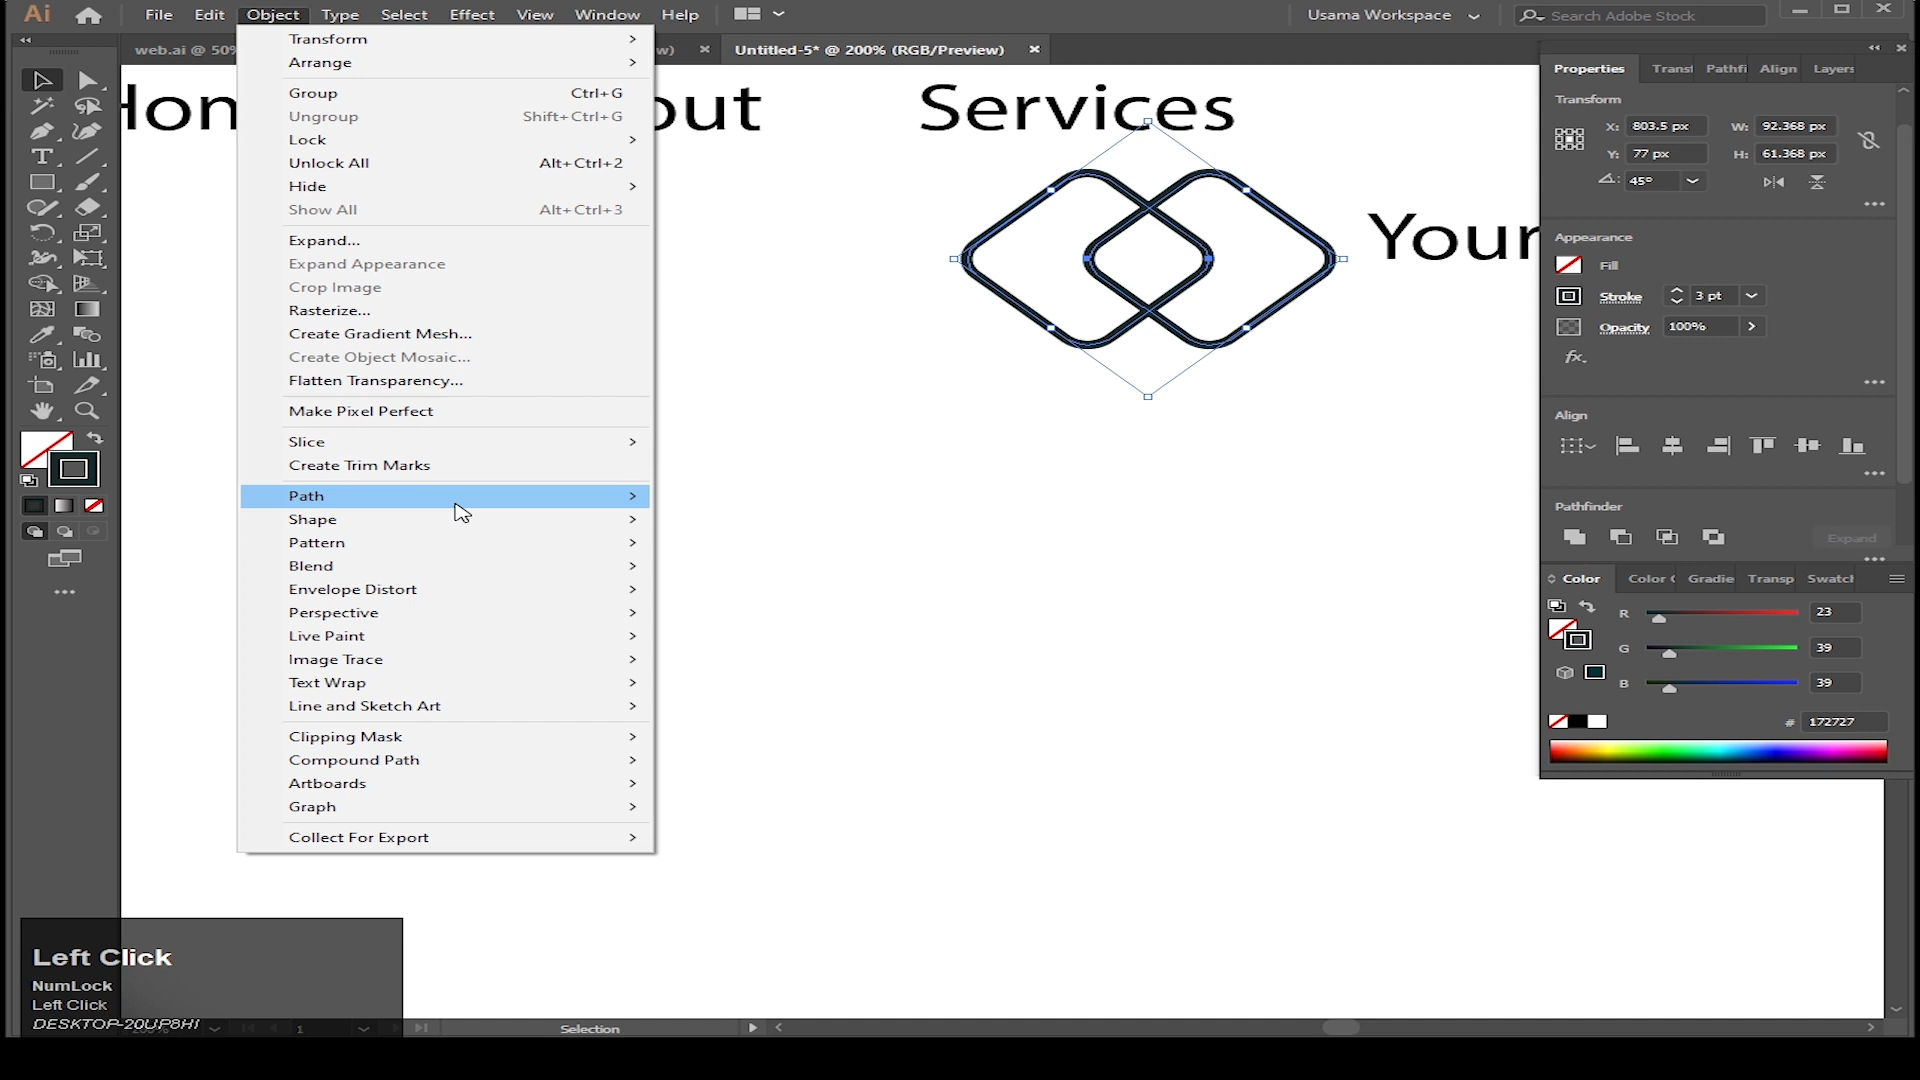 Ai File Edit Object Type Select Effect View Window Help Usama Workspace Search Adobe Stock
web.ai @ 50% w) × Untitled-5* @ 200% (RGB/Preview) ×
Transform
Arrange
Group Ctrl+G
Ungroup Shift+Ctrl+G
Lock
Unlock All Alt+Ctrl+2
Hide
Show All Alt+Ctrl+3
Expand...
Expand Appearance
Crop Image
Rasterize...
Create Gradient Mesh...
Create Object Mosaic...
Flatten Transparency...
Make Pixel Perfect
Slice
Create Trim Marks
Path
Shape
Pattern
Blend
Envelope Distort
Perspective
Live Paint
Image Trace
Text Wrap
Line and Sketch Art
Clipping Mask
Compound Path
Artboards
Graph
Collect For Export
Hon out Services
Your
Properties Transf Pathfi Align Layers
Transform
X: 803.5 px W: 92.368 px
Y: 77 px H: 61.368 px
45°
Appearance
Fill
Stroke 3 pt
Opacity 100%
fx.
Align
Pathfinder
Expand
Color Color G Gradie Transp Swatch
R 23
G 39
B 39
# 172727
Left Click
NumLock
Left Click
DESKTOP-20UP8HI
200% 1 Selection